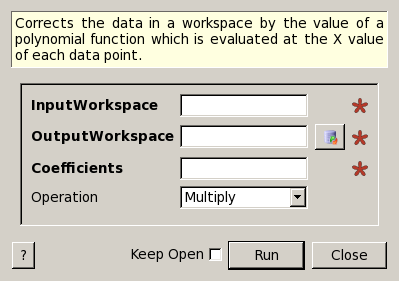 Corrects the data in a workspace by the value of a
polynomial function which is evaluated at the X value
of each data point.
InputWorkspace
OutputWorkspace
Coefficients
Operation Multiply
? Keep Open Run Close